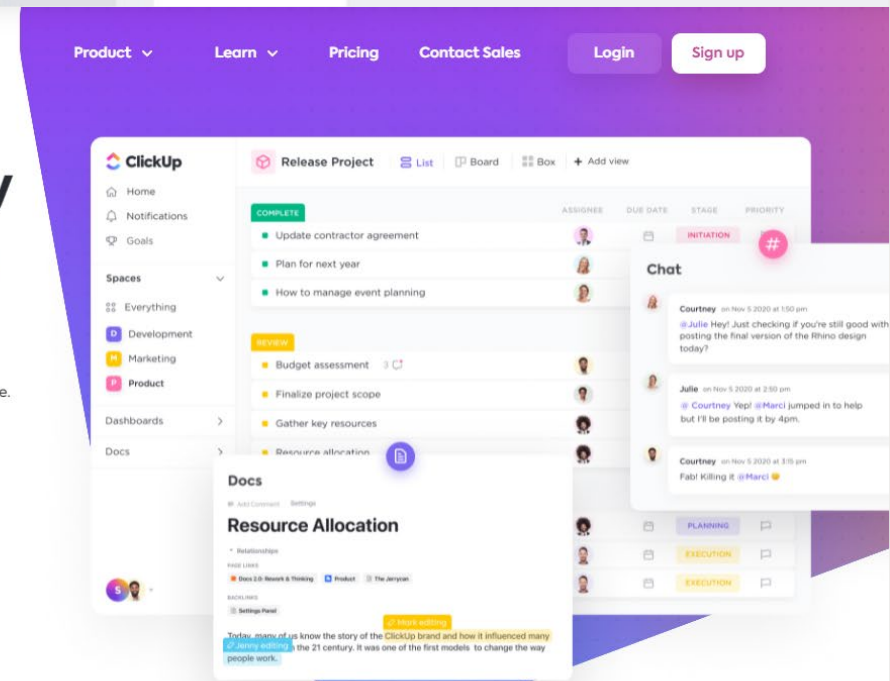 Product
Learn
Pricing
Contact Sales
Login
Sign up
y
e.
ClickUp
Home
Notifications
Goals
Spaces
Everything
D Development
M Marketing
P Product
Dashboards
Docs
S
Release Project
List
Board
Box
+ Add view
COMPLETE
ASSIGNEE
DUE DATE
STAGE
PRIORITY
Update contractor agreement
INITIATION
Plan for next year
How to manage event planning
REVIEW
Budget assessment 3
Finalize project scope
Gather key resources
Resource allocation
PLANNING
EXECUTION
EXECUTION
#
Chat
Courtney on Nov 5 2020 at 1:50 pm
@Julie Hey! Just checking if you're still good with
posting the final version of the Rhino design
today?
Julie on Nov 5 2020 at 2:50 pm
@ Courtney Yep! @Marci jumped in to help
but I'll be posting it by 4pm.
Courtney on Nov 5 2020 at 3:15 pm
Fab! Killing it @Marci
Docs
Add Comment
Settings
Resource Allocation
Relationships
PAGE LINKS
Docs 2.0: Rework & Thinking
Product
The Jerrycan
BACKLINKS
Settings Panel
Mark editing
Today, many of us know the story of the ClickUp brand and how it influenced many
Jenny editing
the 21 century. It was one of the first models to change the way
people work.